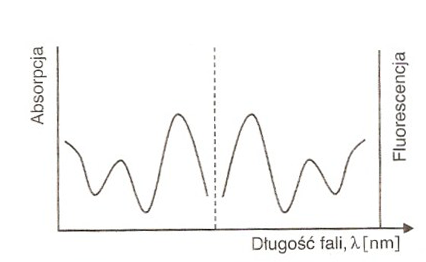 Absorpcja
Fluorescencja
Długość fali, λ [nm]